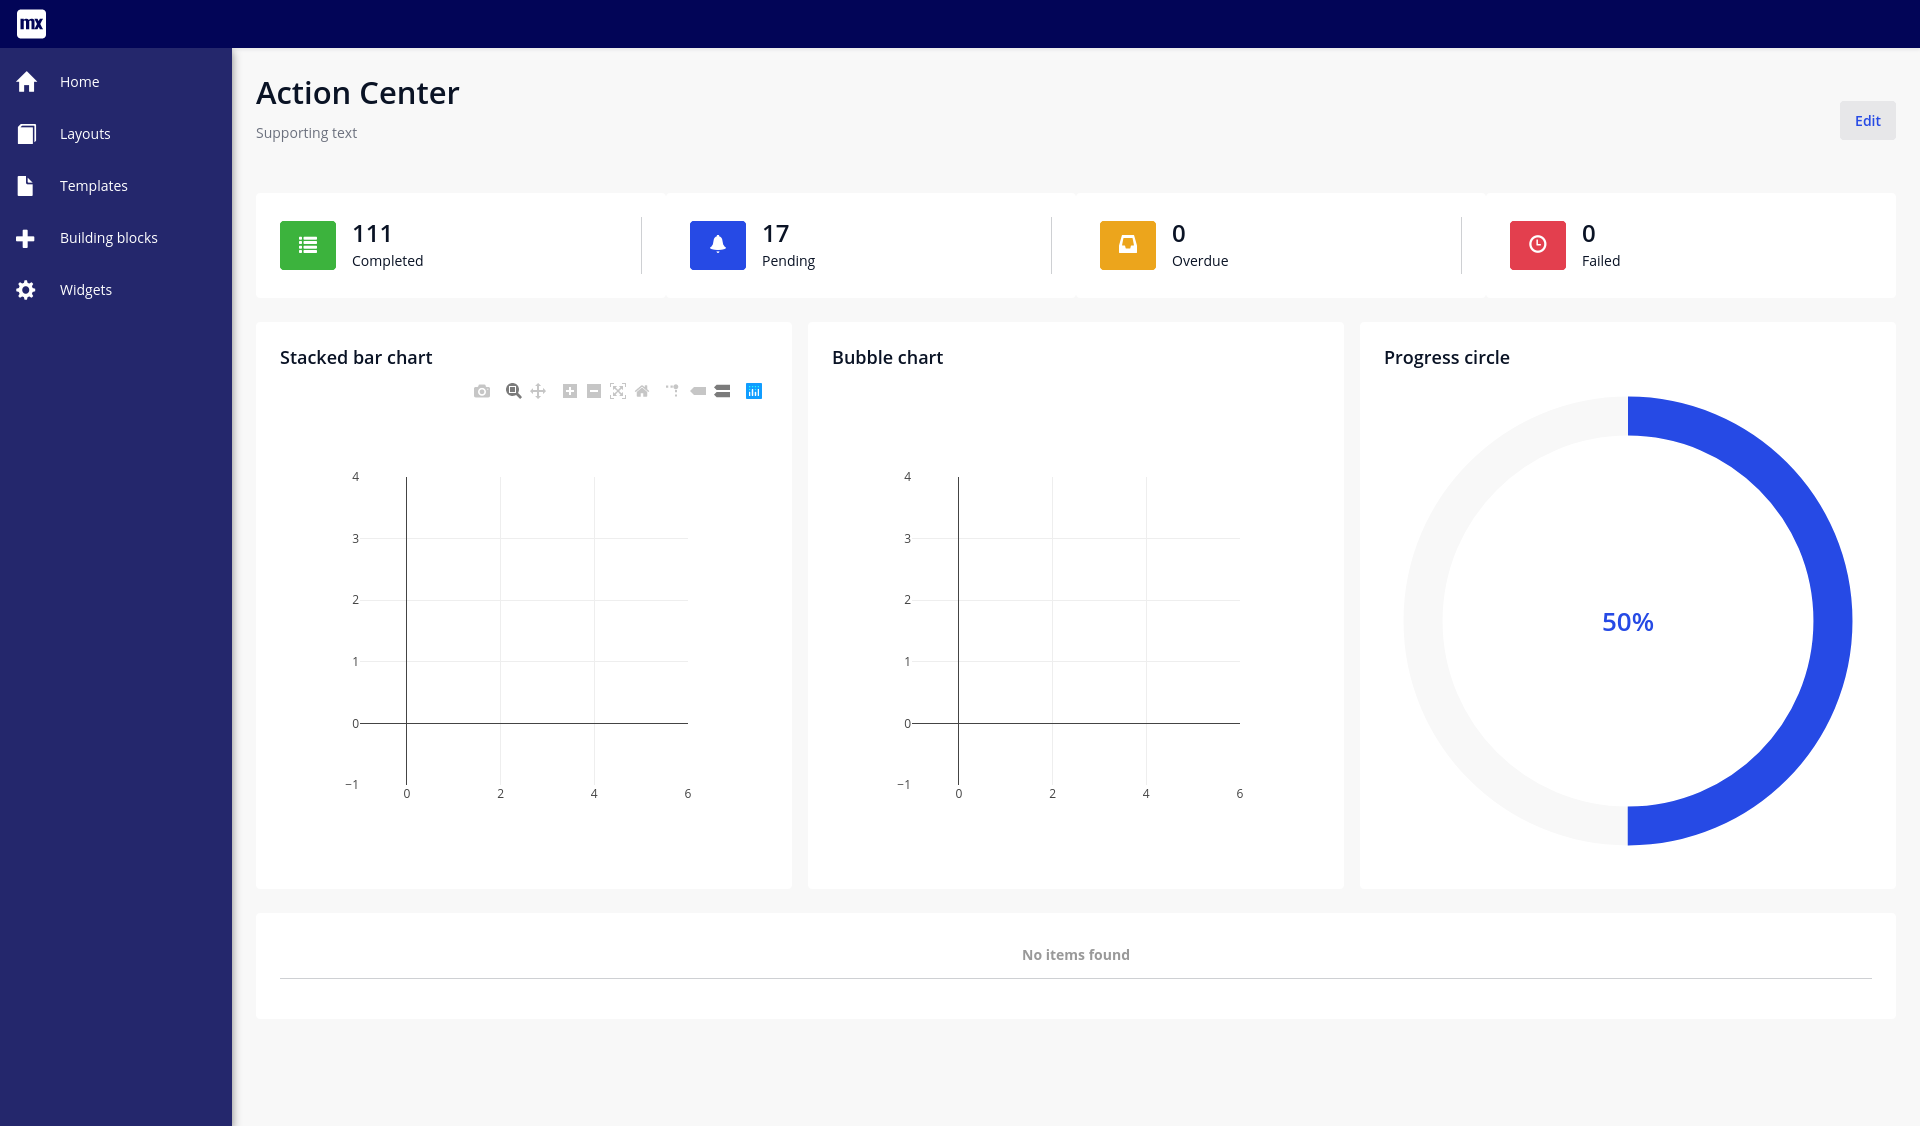 mx
Home
Layouts
Templates
Building blocks
Widgets
Action Center
Supporting text
Edit
111
Completed
17
Pending
0
Overdue
0
Failed
Stacked bar chart
4
3
2
1
0
−1
0 2 4 6
Bubble chart
4
3
2
1
0
−1
0 2 4 6
Progress circle
50%
No items found